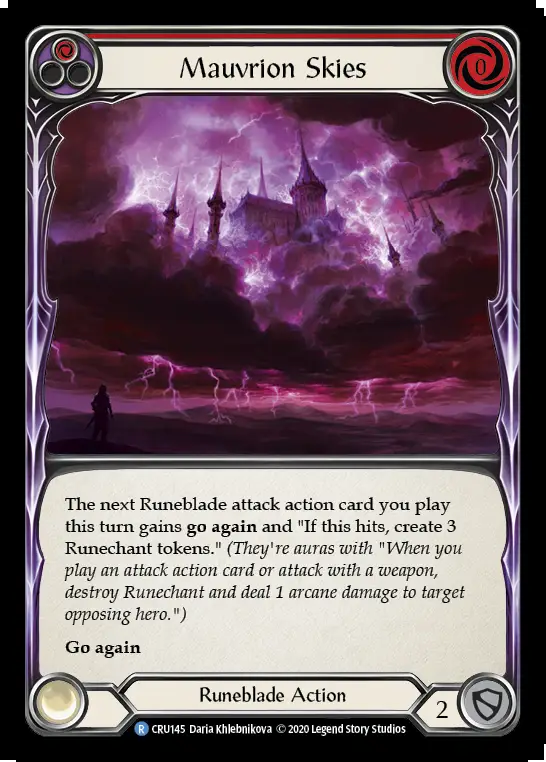 Mauvrion Skies
0
The next Runeblade attack action card you play
this turn gains go again and "If this hits, create 3
Runechant tokens." (They're auras with "When you
play an attack action card or attack with a weapon,
destroy Runechant and deal 1 arcane damage to target
opposing hero.")
Go again
Runeblade Action
2
R CRU145 Daria Khlebnikova © 2020 Legend Story Studios